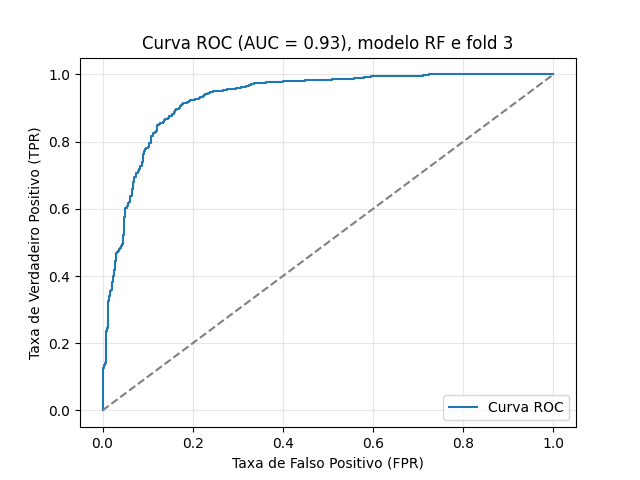 Curva ROC (AUC = 0.93), modelo RF e fold 3
Taxa de Verdadeiro Positivo (TPR)
1.0
0.8
0.6
0.4
0.2
0.0
Curva ROC
0.0 0.2 0.4 0.6 0.8 1.0
Taxa de Falso Positivo (FPR)